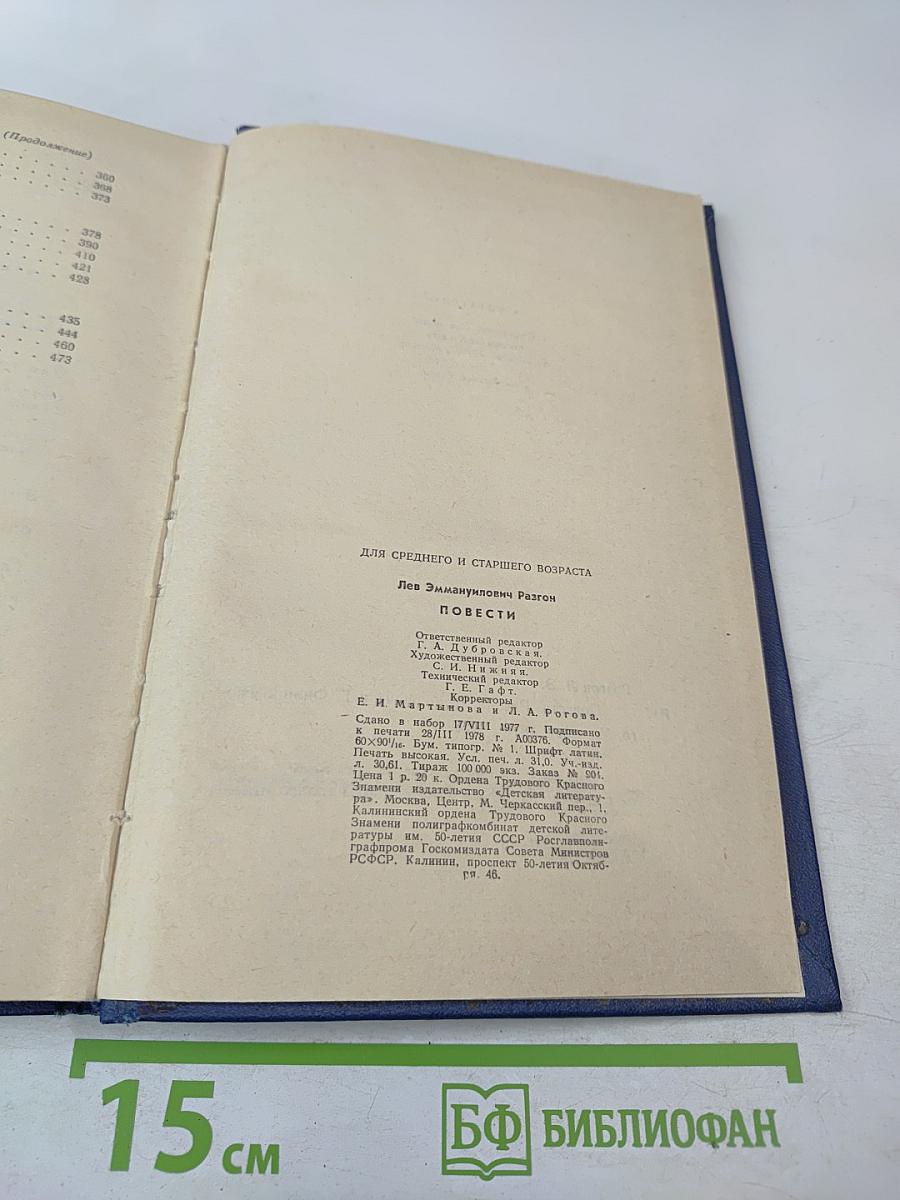 (Продолжение)
360
368
373
378
390
410
421
428
435
444
460
473
ДЛЯ СРЕДНЕГО И СТАРШЕГО ВОЗРАСТА
Лев Эммануилович Разгон
ПОВЕСТИ
Ответственный редактор
Г. А. Дубровская.
Художественный редактор
С. И. Нижняя.
Технический редактор
Г. Е. Гафт.
Корректоры
Е. И. Мартынова и Л. А. Рогова.
Сдано в набор 17/VIII 1977 г. Подписано
к печати 28/III 1978 г. А00376. Формат
60×90¹/₁₆. Бум. типогр. № 1. Шрифт латин.
Печать высокая. Усл. печ. л. 31,0. Уч.-изд.
л. 30,61. Тираж 100 000 экз. Заказ № 904.
Цена 1 р. 20 к. Ордена Трудового Красного
Знамени издательство «Детская литерату-
ра». Москва, Центр, М. Черкасский пер., 1.
Калининский ордена Трудового Красного
Знамени полиграфкомбинат детской лите-
ратуры им. 50-летия СССР Росглавполи-
графпрома Госкомиздата Совета Министров
РСФСР. Калинин, проспект 50-летия Октяб-
ря, 46.
15 см
БФ БИБЛИОФАН